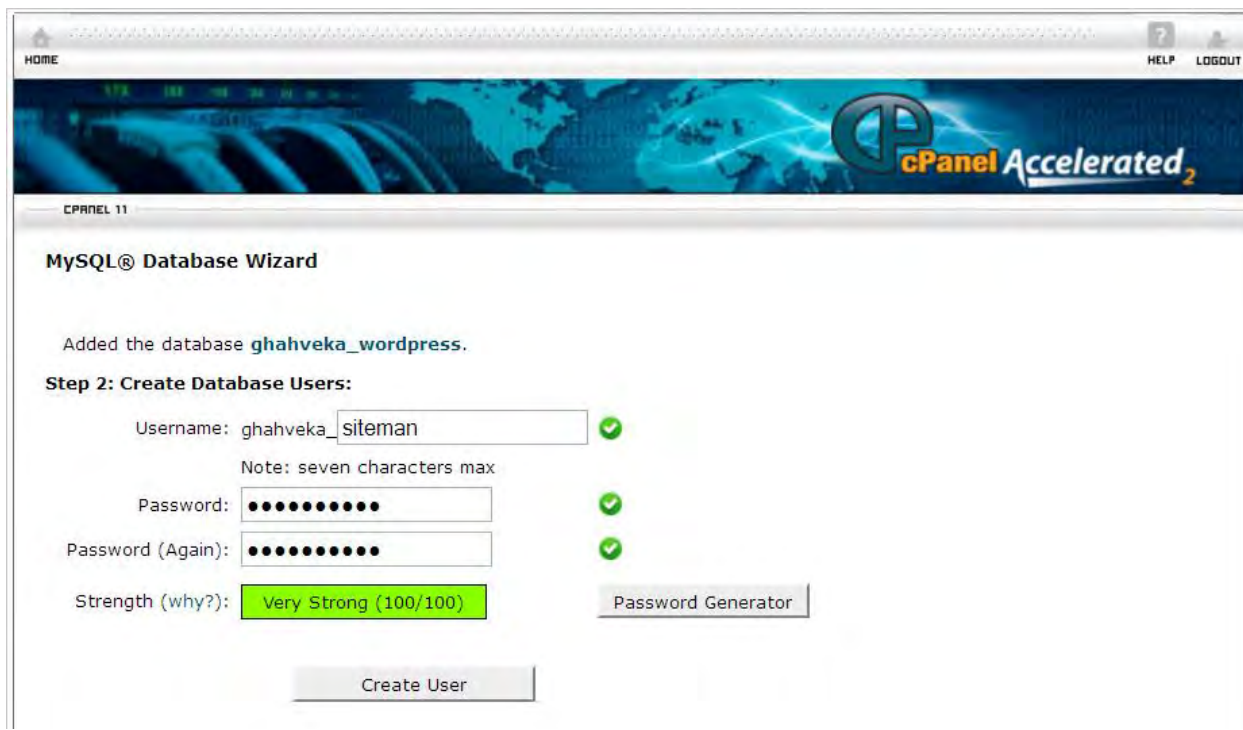 HOME
HELP LOGOUT
cPanel Accelerated2
CPANEL 11
MySQL® Database Wizard
Added the database ghahveka_wordpress.
Step 2: Create Database Users:
Username: ghahveka_ siteman
Note: seven characters max
Password: ●●●●●●●●●●
Password (Again): ●●●●●●●●●●
Strength (why?): Very Strong (100/100) Password Generator
Create User